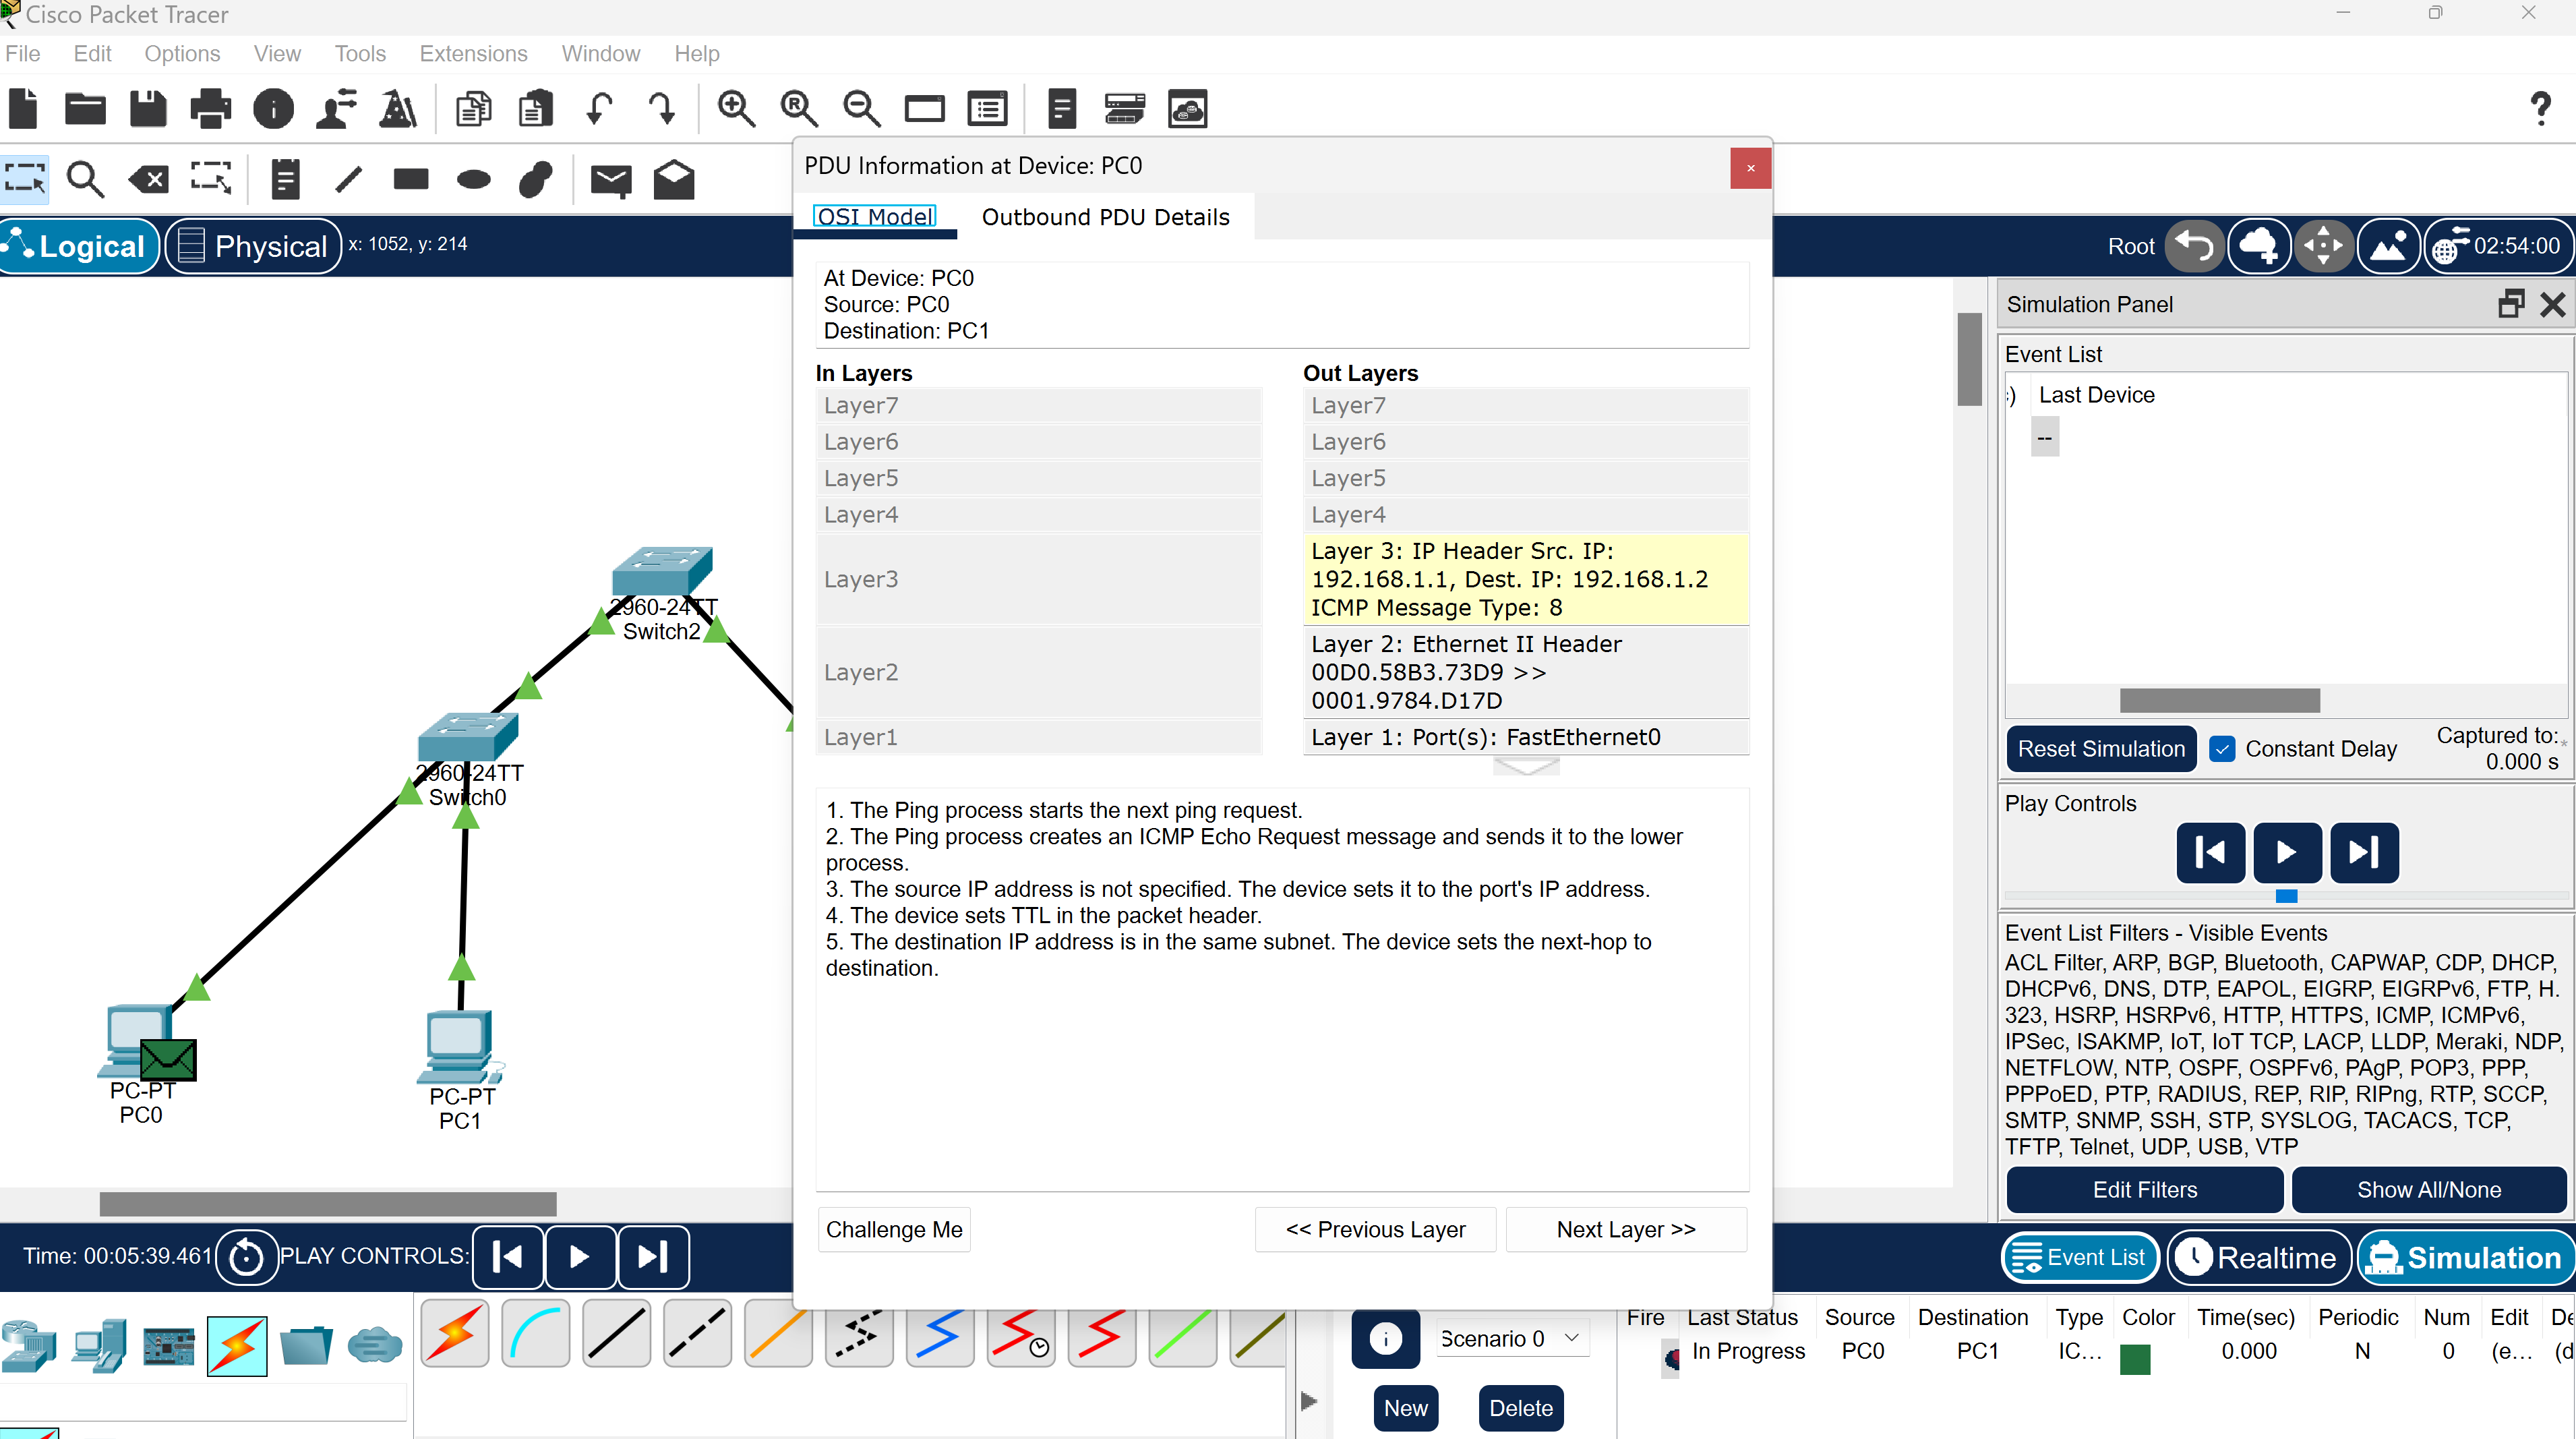 Cisco Packet Tracer
File Edit Options View Tools Extensions Window Help
PDU Information at Device: PC0
OSI Model Outbound PDU Details
Logical Physical x: 1052, y: 214
Root 02:54:00
At Device: PC0
Source: PC0
Destination: PC1
In Layers Out Layers
Layer7 Layer7
Layer6 Layer6
Layer5 Layer5
Layer4 Layer4
Layer3
Layer 3: IP Header Src. IP:
192.168.1.1, Dest. IP: 192.168.1.2
ICMP Message Type: 8
Layer2
Layer 2: Ethernet II Header
00D0.58B3.73D9 >>
0001.9784.D17D
Layer1 Layer 1: Port(s): FastEthernet0
1. The Ping process starts the next ping request.
2. The Ping process creates an ICMP Echo Request message and sends it to the lower
process.
3. The source IP address is not specified. The device sets it to the port's IP address.
4. The device sets TTL in the packet header.
5. The destination IP address is in the same subnet. The device sets the next-hop to
destination.
Challenge Me << Previous Layer Next Layer >>
2960-24TT
Switch2
2960-24TT
Switch0
PC-PT
PC0
PC-PT
PC1
Simulation Panel
Event List
:) Last Device
--
Reset Simulation Constant Delay Captured to:*
0.000 s
Play Controls
Event List Filters - Visible Events
ACL Filter, ARP, BGP, Bluetooth, CAPWAP, CDP, DHCP,
DHCPv6, DNS, DTP, EAPOL, EIGRP, EIGRPv6, FTP, H.
323, HSRP, HSRPv6, HTTP, HTTPS, ICMP, ICMPv6,
IPSec, ISAKMP, IoT, IoT TCP, LACP, LLDP, Meraki, NDP,
NETFLOW, NTP, OSPF, OSPFv6, PAgP, POP3, PPP,
PPPoED, PTP, RADIUS, REP, RIP, RIPng, RTP, SCCP,
SMTP, SNMP, SSH, STP, SYSLOG, TACACS, TCP,
TFTP, Telnet, UDP, USB, VTP
Edit Filters Show All/None
Time: 00:05:39.461 PLAY CONTROLS:
Event List Realtime Simulation
Scenario 0
New Delete
Fire Last Status Source Destination Type Color Time(sec) Periodic Num Edit De
In Progress PC0 PC1 IC... 0.000 N 0 (e... (d